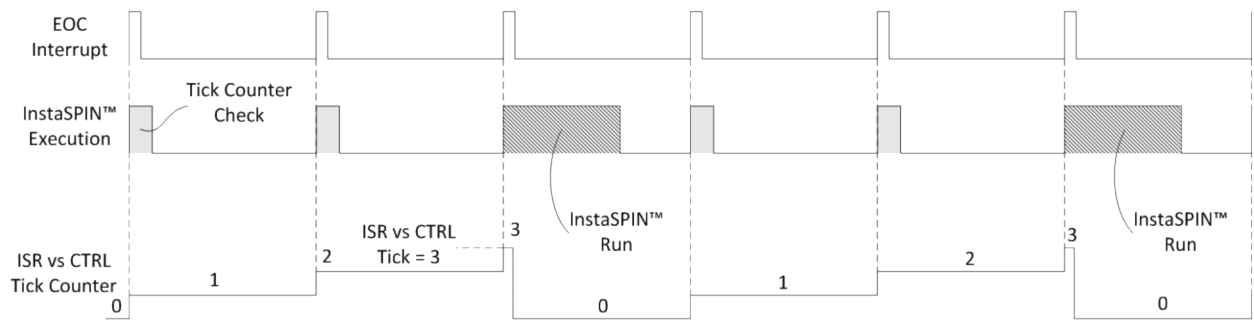 EOC
Interrupt
Tick Counter
Check
InstaSPIN™
Execution
InstaSPIN™
Run
InstaSPIN™
Run
ISR vs CTRL
Tick = 3
ISR vs CTRL
Tick Counter
0
1
2
3
0
1
2
3
0